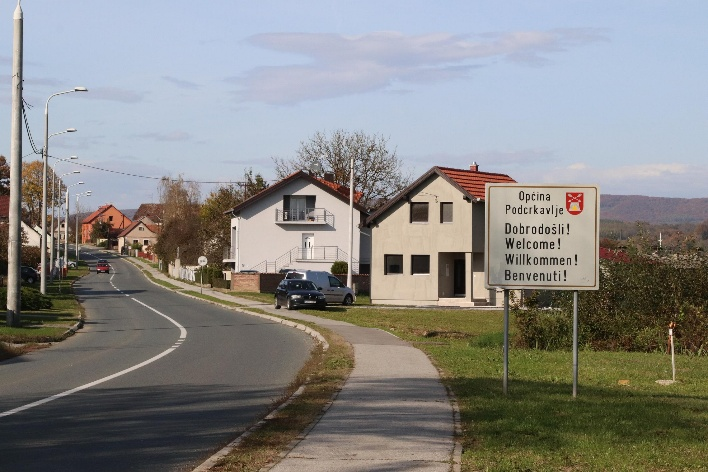 Općina
Podcrkavlje
Dobrodošli!
Welcome!
Willkommen!
Benvenuti!